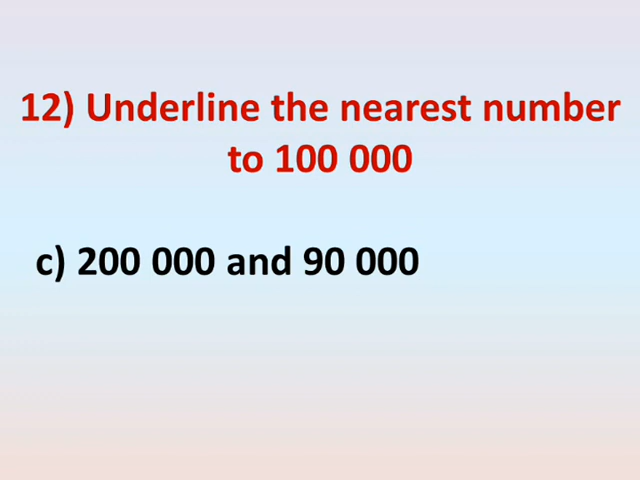 12) Underline the nearest number
to 100 000
c) 200 000 and 90 000